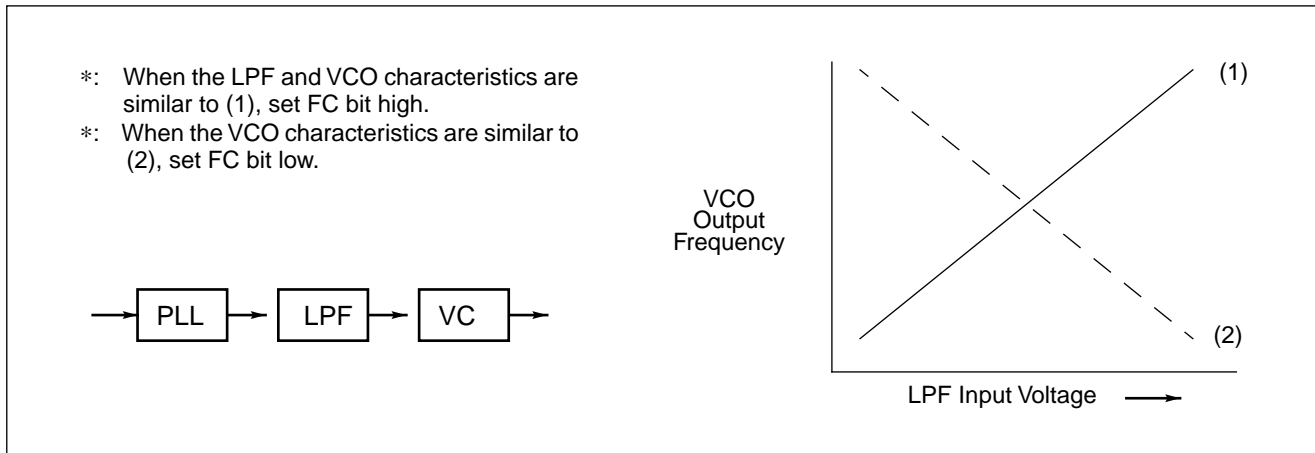 *: When the LPF and VCO characteristics are
similar to (1), set FC bit high.
*: When the VCO characteristics are similar to
(2), set FC bit low.
PLL
LPF
VC
VCO
Output
Frequency
(1)
(2)
LPF Input Voltage